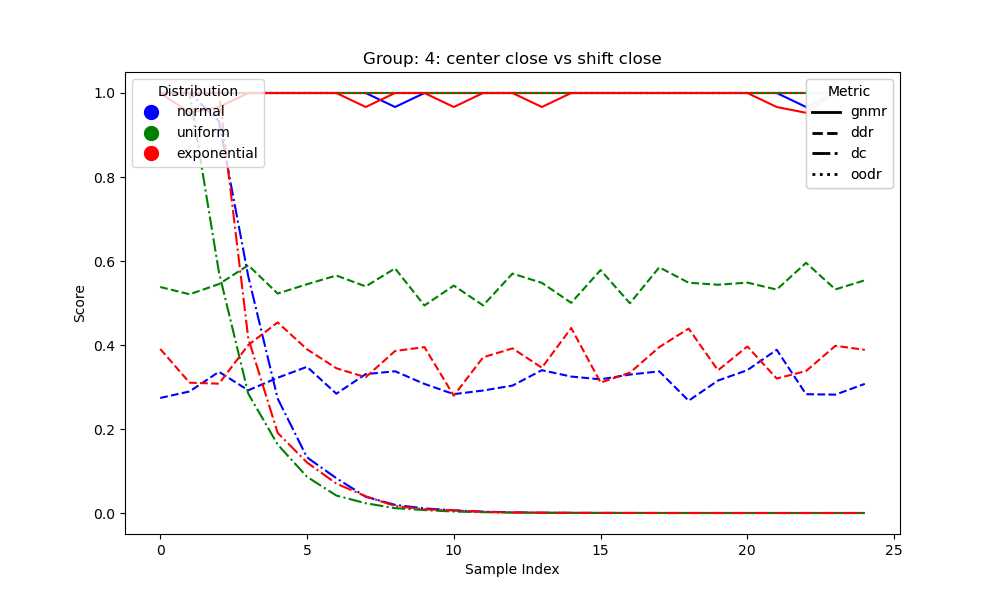 Group: 4: center close vs shift close
Distribution
normal
uniform
exponential
Metric
gnmr
ddr
dc
oodr
1.0
0.8
0.6
0.4
0.2
0.0
Score
0
5
10
15
20
25
Sample Index